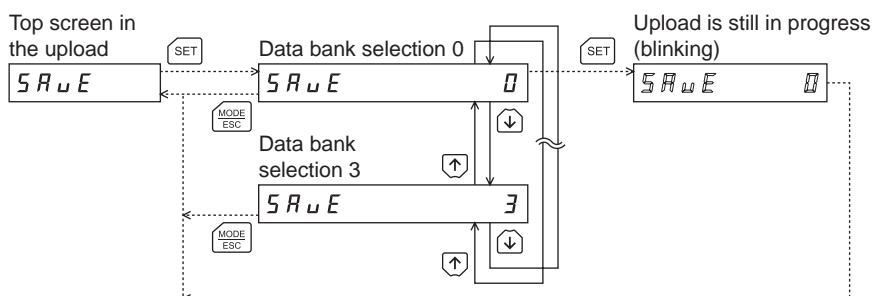 Top screen in
the upload
SET
Data bank selection 0
SET
Upload is still in progress
(blinking)
SAvE
SAvE 0
SAvE 0
MODE
ESC
↓
Data bank
selection 3
↑
SAvE 3
MODE
ESC
↓
↑